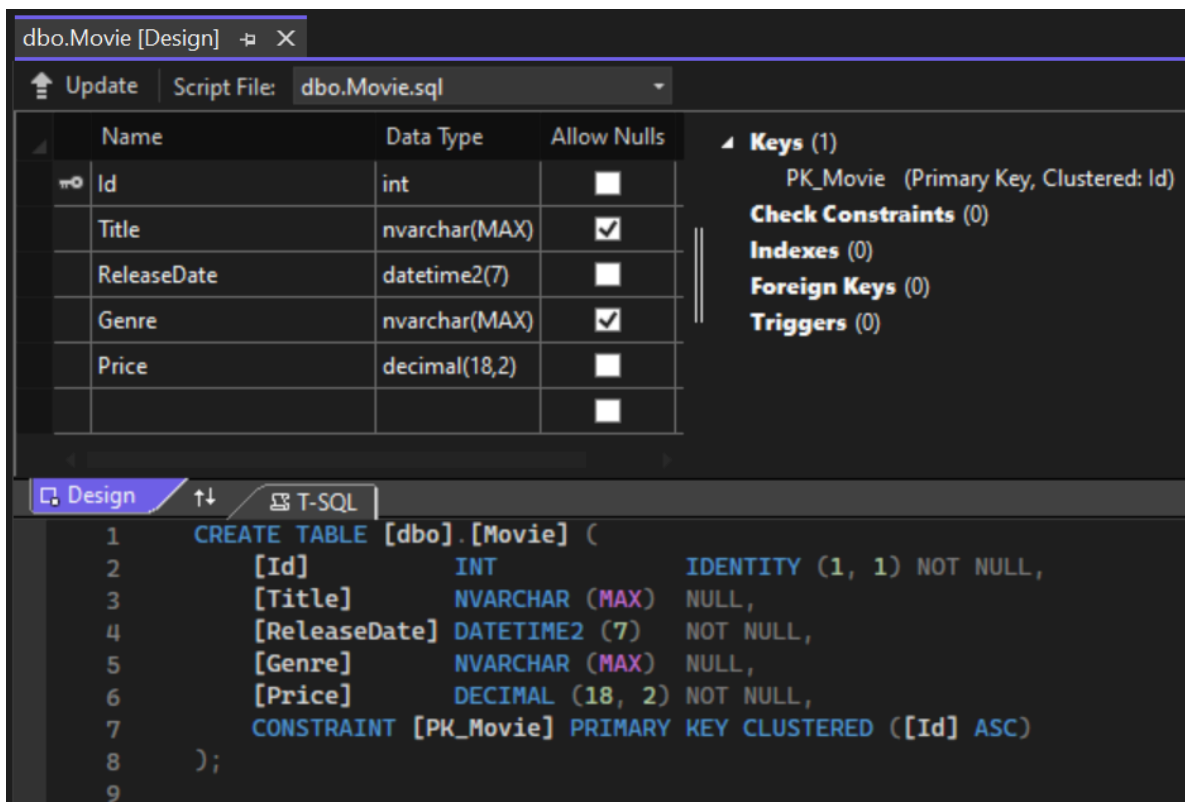 dbo.Movie [Design]
Update Script File: dbo.Movie.sql
Name Data Type Allow Nulls
Id int
Title nvarchar(MAX)
ReleaseDate datetime2(7)
Genre nvarchar(MAX)
Price decimal(18,2)
Keys (1)
PK_Movie (Primary Key, Clustered: Id)
Check Constraints (0)
Indexes (0)
Foreign Keys (0)
Triggers (0)
Design T-SQL
1 CREATE TABLE [dbo].[Movie] (
2 [Id] INT IDENTITY (1, 1) NOT NULL,
3 [Title] NVARCHAR (MAX) NULL,
4 [ReleaseDate] DATETIME2 (7) NOT NULL,
5 [Genre] NVARCHAR (MAX) NULL,
6 [Price] DECIMAL (18, 2) NOT NULL,
7 CONSTRAINT [PK_Movie] PRIMARY KEY CLUSTERED ([Id] ASC)
8 );
9